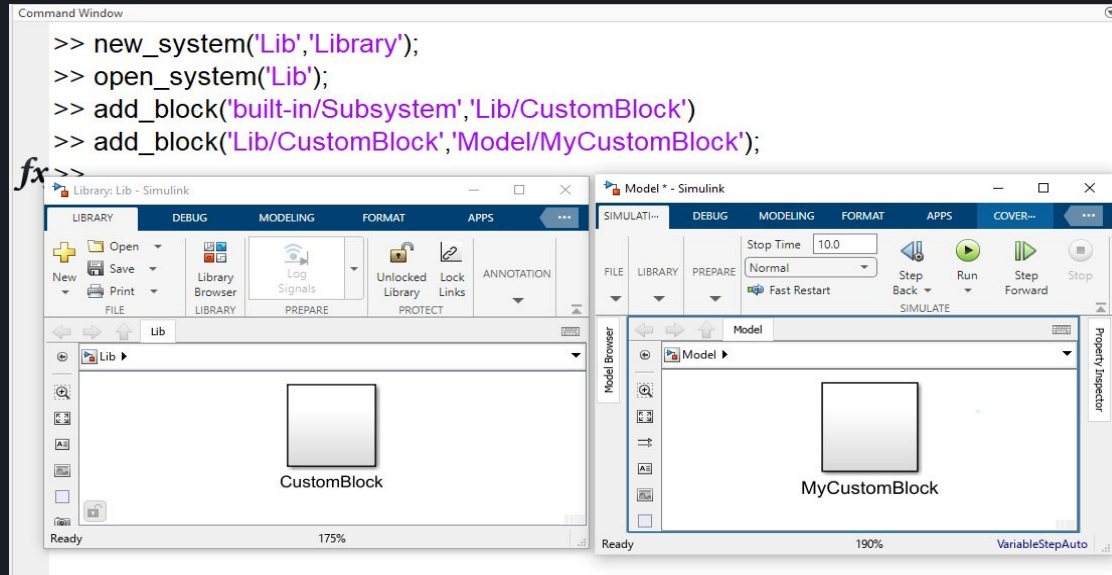 Command Window
>> new_system('Lib','Library');
>> open_system('Lib');
>> add_block('built-in/Subsystem','Lib/CustomBlock')
>> add_block('Lib/CustomBlock','Model/MyCustomBlock');
fx >>
Library: Lib - Simulink
LIBRARY DEBUG MODELING FORMAT APPS
New Open Save Print
FILE
Library Browser
LIBRARY
Log Signals
PREPARE
Unlocked Library Lock Links
PROTECT
ANNOTATION
Lib
Lib
CustomBlock
Ready 175%
Model * - Simulink
SIMULATI··· DEBUG MODELING FORMAT APPS COVER···
FILE LIBRARY PREPARE
Stop Time 10.0
Normal
Fast Restart
Step Back Run Step Forward Stop
SIMULATE
Model Browser
Model
Model
Property Inspector
MyCustomBlock
Ready 190% VariableStepAuto